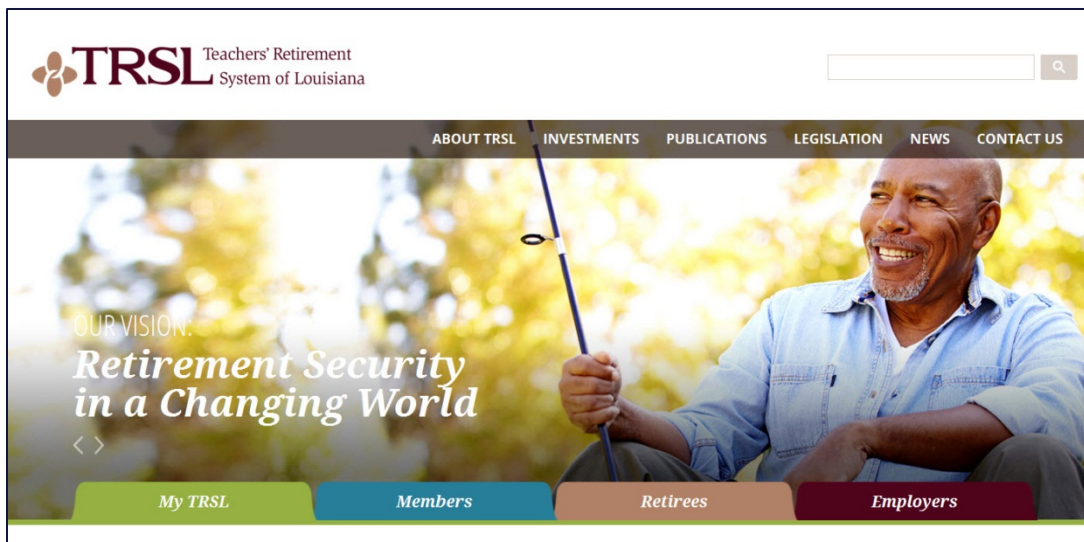 TRSL Teachers' Retirement
System of Louisiana
ABOUT TRSL INVESTMENTS PUBLICATIONS LEGISLATION NEWS CONTACT US
OUR VISION:
Retirement Security
in a Changing World
My TRSL Members Retirees Employers